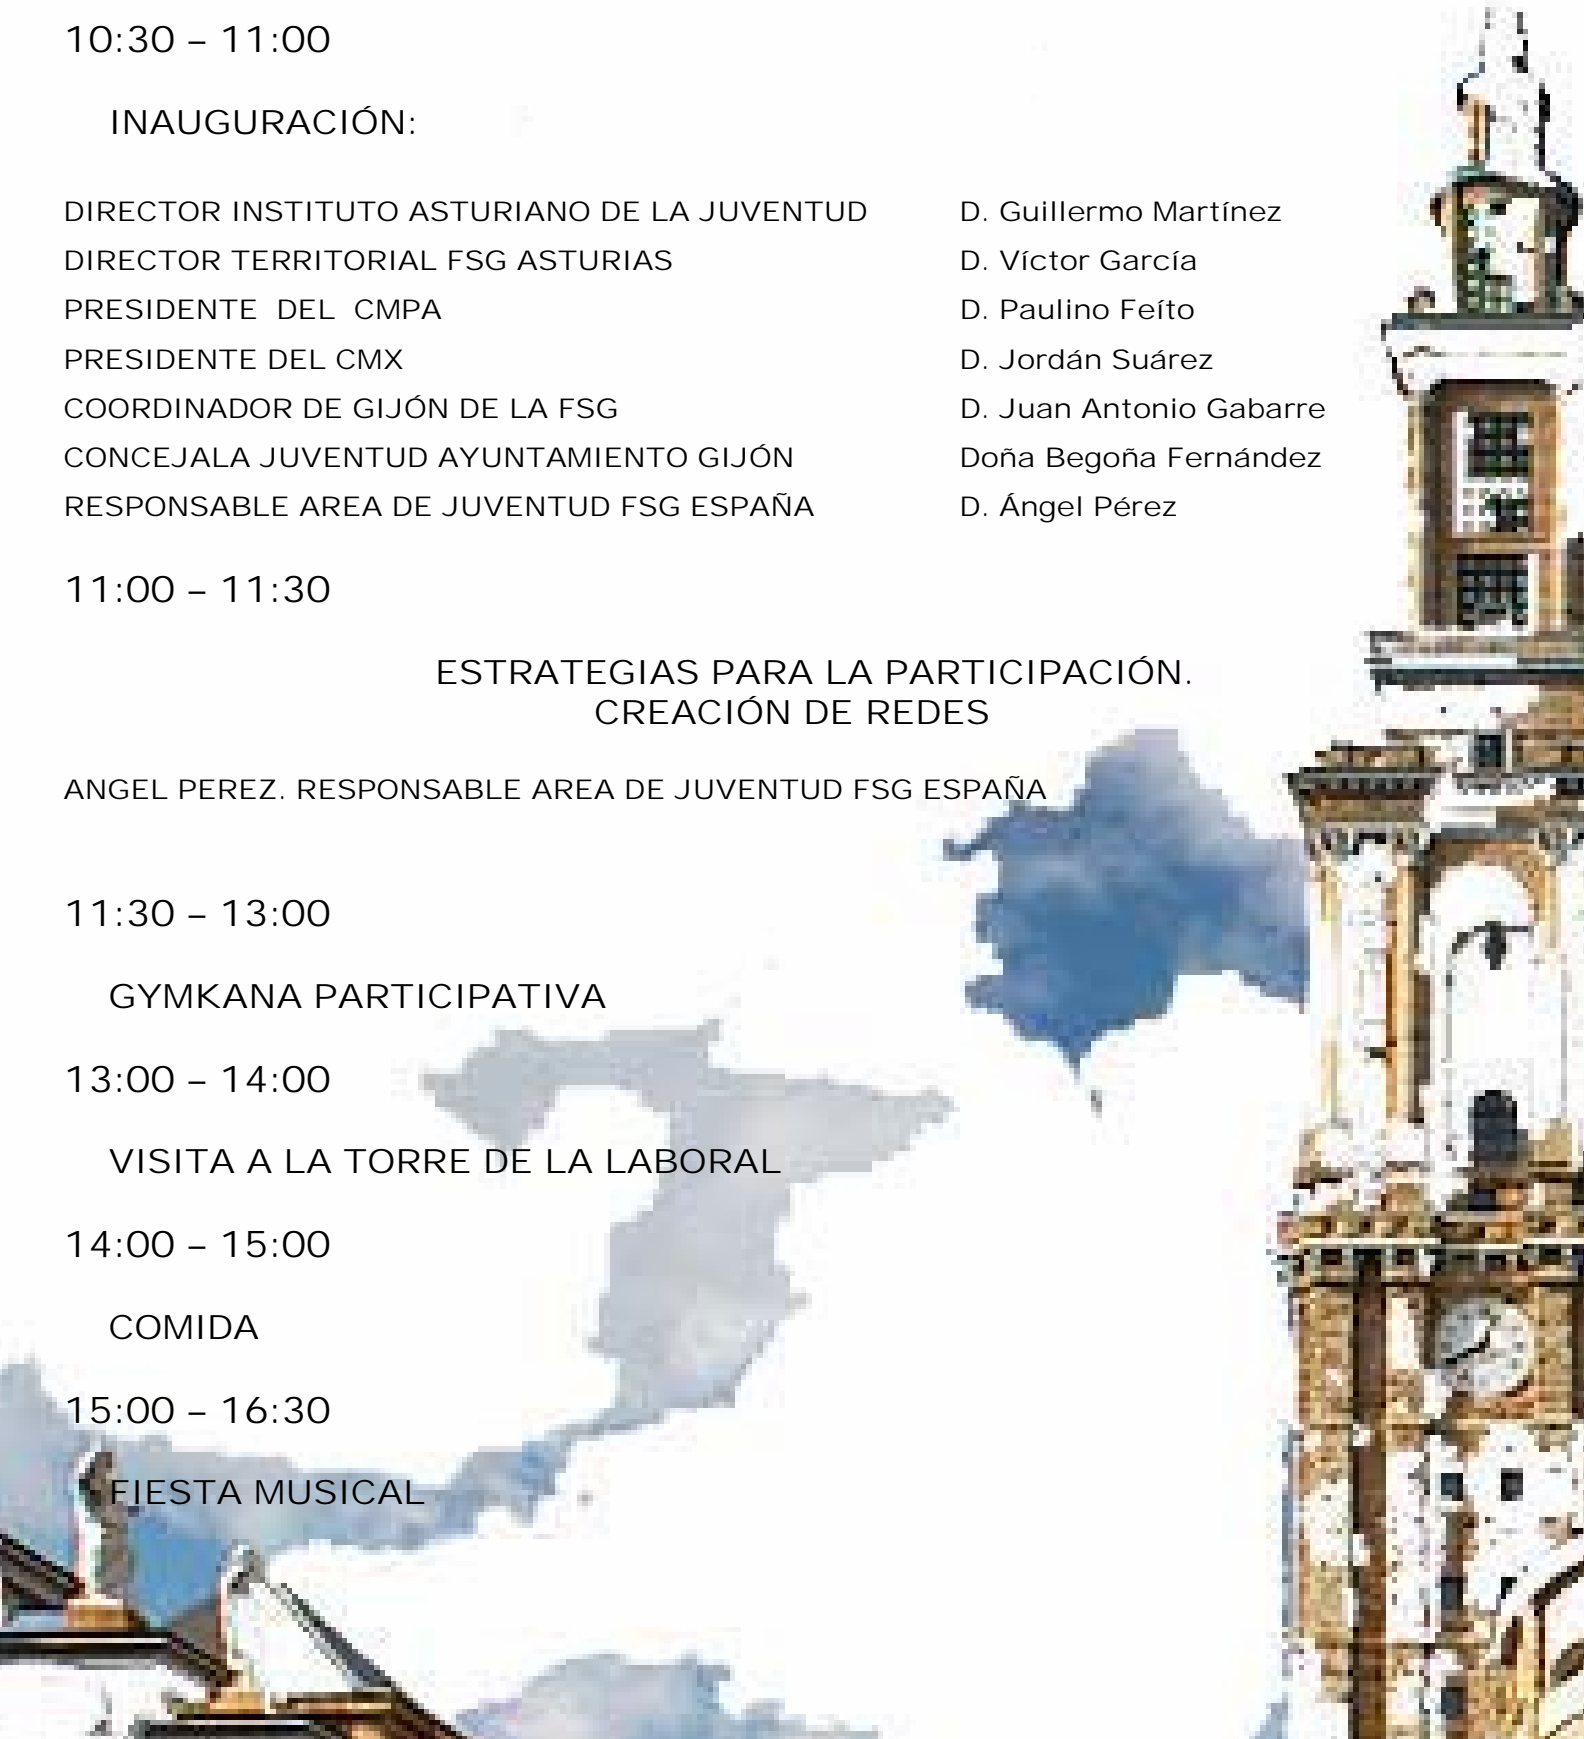 10:30 – 11:00
INAUGURACIÓN:
DIRECTOR INSTITUTO ASTURIANO DE LA JUVENTUD D. Guillermo Martínez
DIRECTOR TERRITORIAL FSG ASTURIAS D. Víctor García
PRESIDENTE DEL CMPA D. Paulino Feíto
PRESIDENTE DEL CMX D. Jordán Suárez
COORDINADOR DE GIJÓN DE LA FSG D. Juan Antonio Gabarre
CONCEJALA JUVENTUD AYUNTAMIENTO GIJÓN Doña Begoña Fernández
RESPONSABLE AREA DE JUVENTUD FSG ESPAÑA D. Ángel Pérez
11:00 – 11:30
ESTRATEGIAS PARA LA PARTICIPACIÓN.
CREACIÓN DE REDES
ANGEL PEREZ. RESPONSABLE AREA DE JUVENTUD FSG ESPAÑA
11:30 – 13:00
GYMKANA PARTICIPATIVA
13:00 – 14:00
VISITA A LA TORRE DE LA LABORAL
14:00 – 15:00
COMIDA
15:00 – 16:30
FIESTA MUSICAL